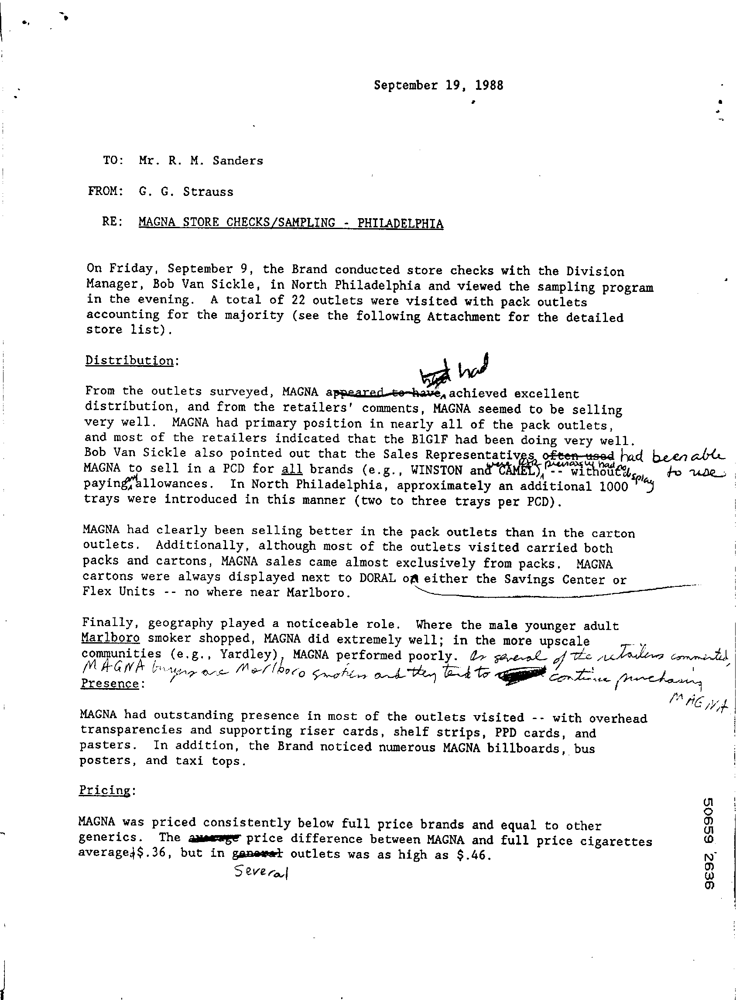 September 19, 1988
TO: Mr. R. M. Sanders
FROM: G. G. Strauss
RE: MAGNA STORE CHECKS/SAMPLING - PHILADELPHIA
On Friday, September 9, the Brand conducted store checks with the Division
Manager, Bob Van Sickle, in North Philadelphia and viewed the sampling program
in the evening. A total of 22 outlets were visited with pack outlets
accounting for the majority (see the following Attachment for the detailed
store list).
Distribution:
had
From the outlets surveyed, MAGNA appeared to have, achieved excellent
distribution, and from the retailers' comments, MAGNA seemed to be selling
very well. MAGNA had primary position in nearly all of the pack outlets,
and most of the retailers indicated that the B1G1F had been doing very well.
Bob Van Sickle also pointed out that the Sales Representatives often used had been able
MAGNA to sell in a PCD for all brands (e.g., WINSTON and CAMEL), -- without display to use
paying allowances. In North Philadelphia, approximately an additional 1000
trays were introduced in this manner (two to three trays per PCD).
MAGNA had clearly been selling better in the pack outlets than in the carton
outlets. Additionally, although most of the outlets visited carried both
packs and cartons, MAGNA sales came almost exclusively from packs. MAGNA
cartons were always displayed next to DORAL on either the Savings Center or
Flex Units -- no where near Marlboro.
Finally, geography played a noticeable role. Where the male younger adult
Marlboro smoker shopped, MAGNA did extremely well; in the more upscale
communities (e.g., Yardley), MAGNA performed poorly. As several of the retailers commented,
MAGNA buyers are Marlboro smokers and they tend to continue purchasing
MAGNA
Presence:
MAGNA had outstanding presence in most of the outlets visited -- with overhead
transparencies and supporting riser cards, shelf strips, PPD cards, and
pasters. In addition, the Brand noticed numerous MAGNA billboards, bus
posters, and taxi tops.
Pricing:
MAGNA was priced consistently below full price brands and equal to other
generics. The average price difference between MAGNA and full price cigarettes
averaged $.36, but in general outlets was as high as $.46.
Several
50659 2636